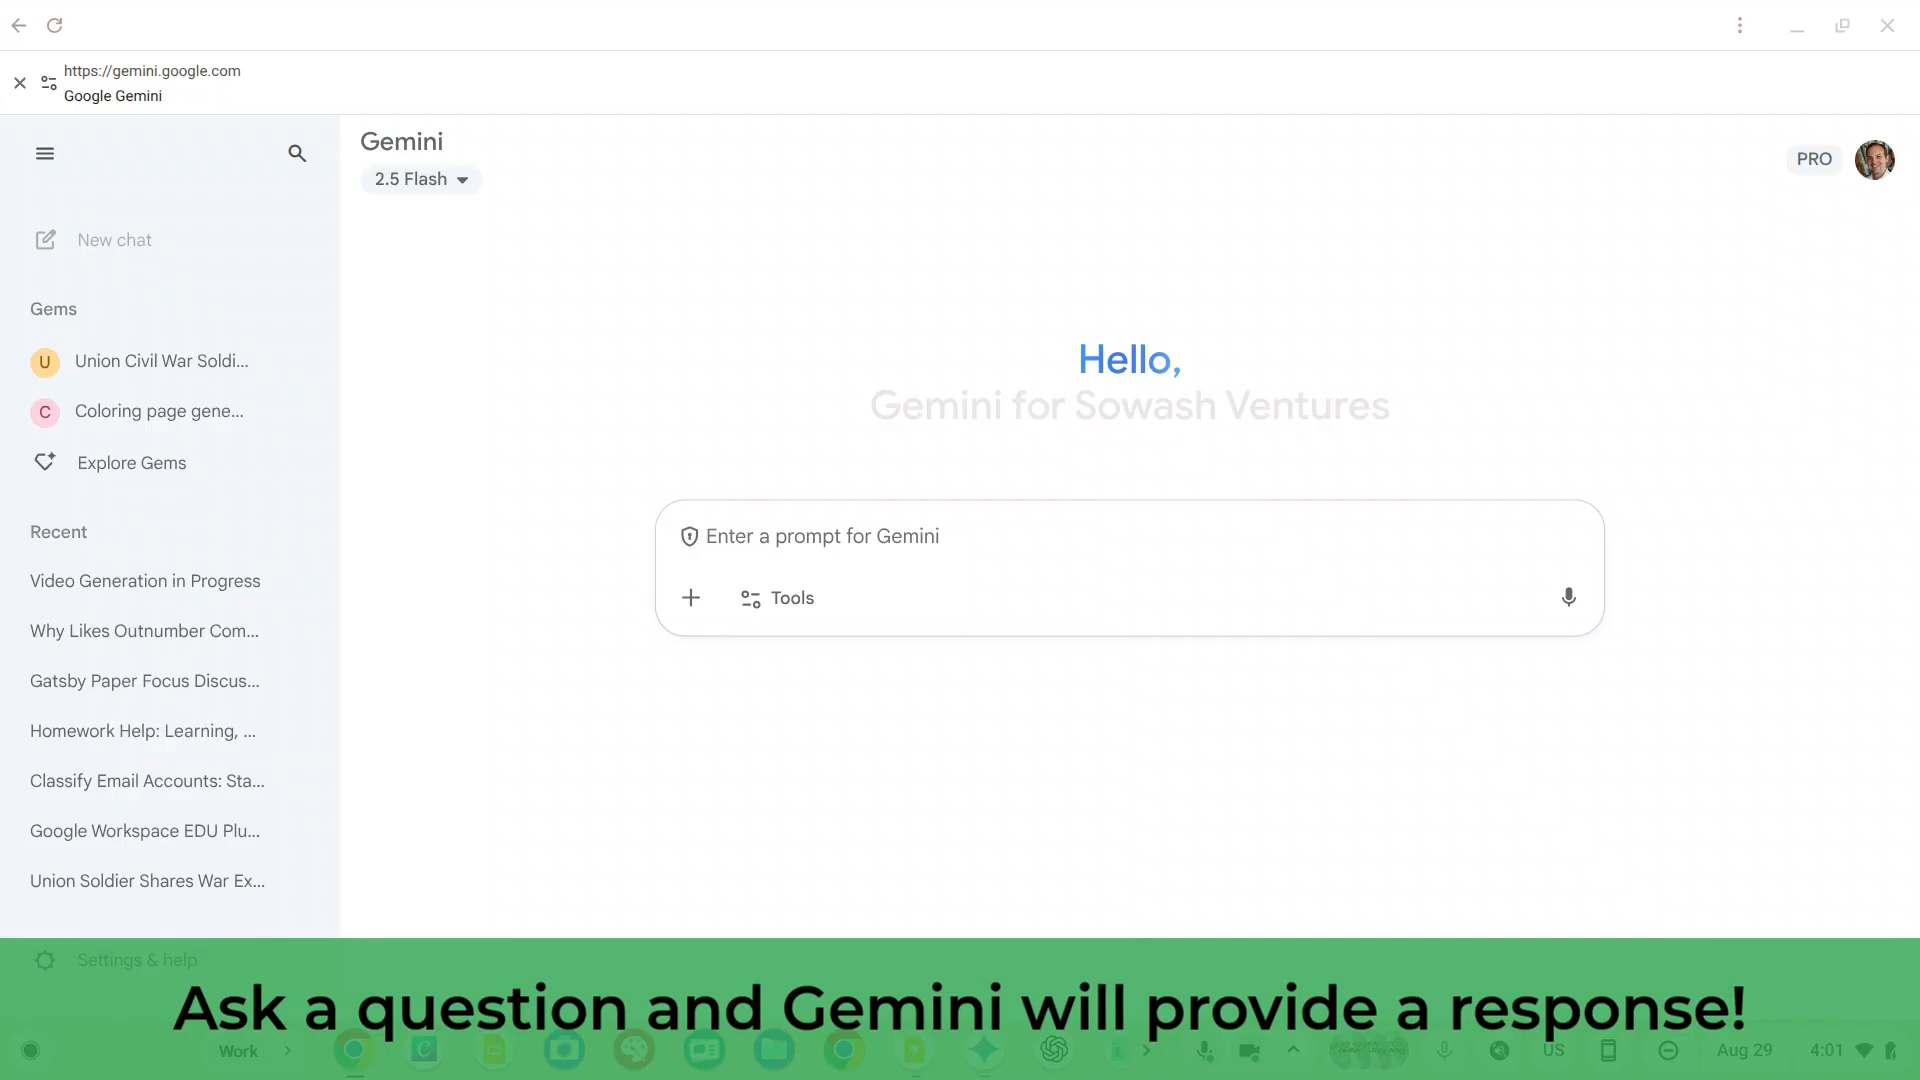 https://gemini.google.com
Google Gemini
Gemini
2.5 Flash
PRO
New chat
Gems
U Union Civil War Soldi...
C Coloring page gene...
Explore Gems
Recent
Video Generation in Progress
Why Likes Outnumber Com...
Gatsby Paper Focus Discus...
Homework Help: Learning, ...
Classify Email Accounts: Sta...
Google Workspace EDU Plu...
Union Soldier Shares War Ex...
Settings & help
Hello,
Gemini for Sowash Ventures
Enter a prompt for Gemini
Tools
Ask a question and Gemini will provide a response!
Work
US
Aug 29
4:01